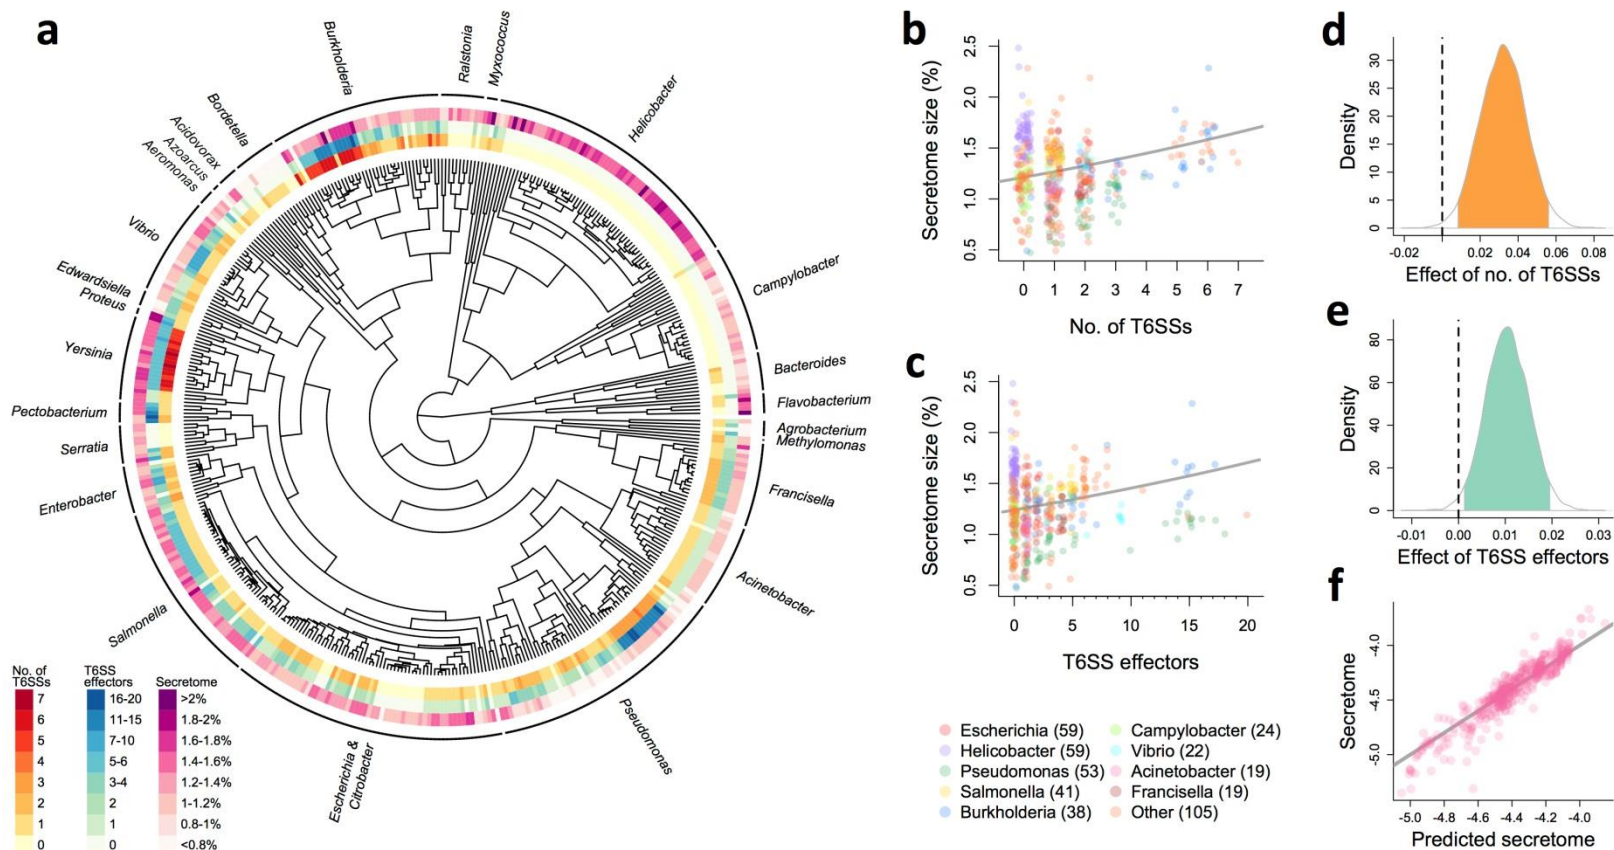 a
Burkholderia
Ralstonia
Myxococcus
Helicobacter
Bordetella
Acidovorax
Azoarcus
Aeromonas
Vibrio
Campylobacter
Edwardsiella
Proteus
Yersinia
Bacteroides
Flavobacterium
Pectobacterium
Agrobacterium
Methylomonas
Serratia
Francisella
Enterobacter
Acinetobacter
Salmonella
Pseudomonas
Escherichia &
Citrobacter
No. of
T6SSs
7
6
5
4
3
2
1
0
T6SS
effectors
16-20
11-15
7-10
5-6
3-4
2
1
0
Secretome
>2%
1.8-2%
1.6-1.8%
1.4-1.6%
1.2-1.4%
1-1.2%
0.8-1%
<0.8%
b
Secretome size (%)
2.5
2.0
1.5
1.0
0.5
0 1 2 3 4 5 6 7
No. of T6SSs
c
Secretome size (%)
2.5
2.0
1.5
1.0
0.5
0 5 10 15 20
T6SS effectors
Escherichia (59)
Helicobacter (59)
Pseudomonas (53)
Salmonella (41)
Burkholderia (38)
Campylobacter (24)
Vibrio (22)
Acinetobacter (19)
Francisella (19)
Other (105)
d
Density
30
25
20
15
10
5
0
-0.02 0.00 0.02 0.04 0.06 0.08
Effect of no. of T6SSs
e
Density
80
60
40
20
0
-0.01 0.00 0.01 0.02 0.03
Effect of T6SS effectors
f
Secretome
-4.0
-4.5
-5.0
-5.0 -4.8 -4.6 -4.4 -4.2 -4.0
Predicted secretome